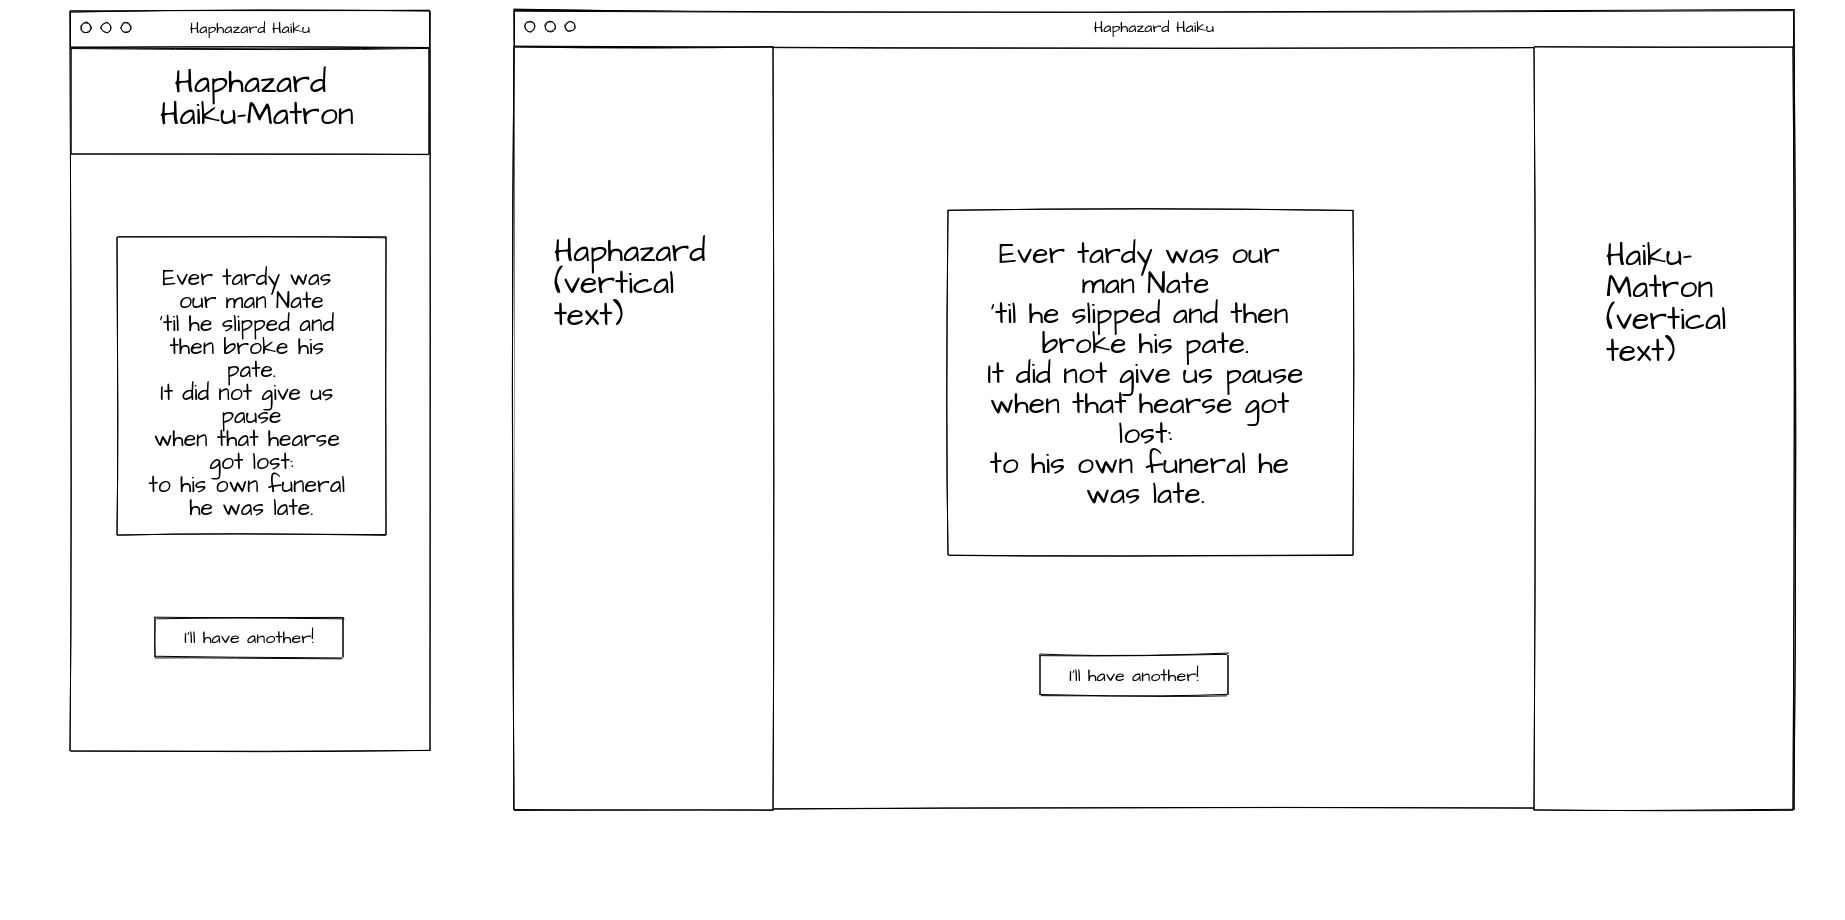 Haphazard Haiku
Haphazard
Haiku-Matron
Ever tardy was
our man Nate
'til he slipped and
then broke his
pate.
It did not give us
pause
when that hearse
got lost:
to his own funeral
he was late.
I'll have another!
Haphazard Haiku
Haphazard
(vertical
text)
Ever tardy was our
man Nate
'til he slipped and then
broke his pate.
It did not give us pause
when that hearse got
lost:
to his own funeral he
was late.
I'll have another!
Haiku-
Matron
(vertical
text)